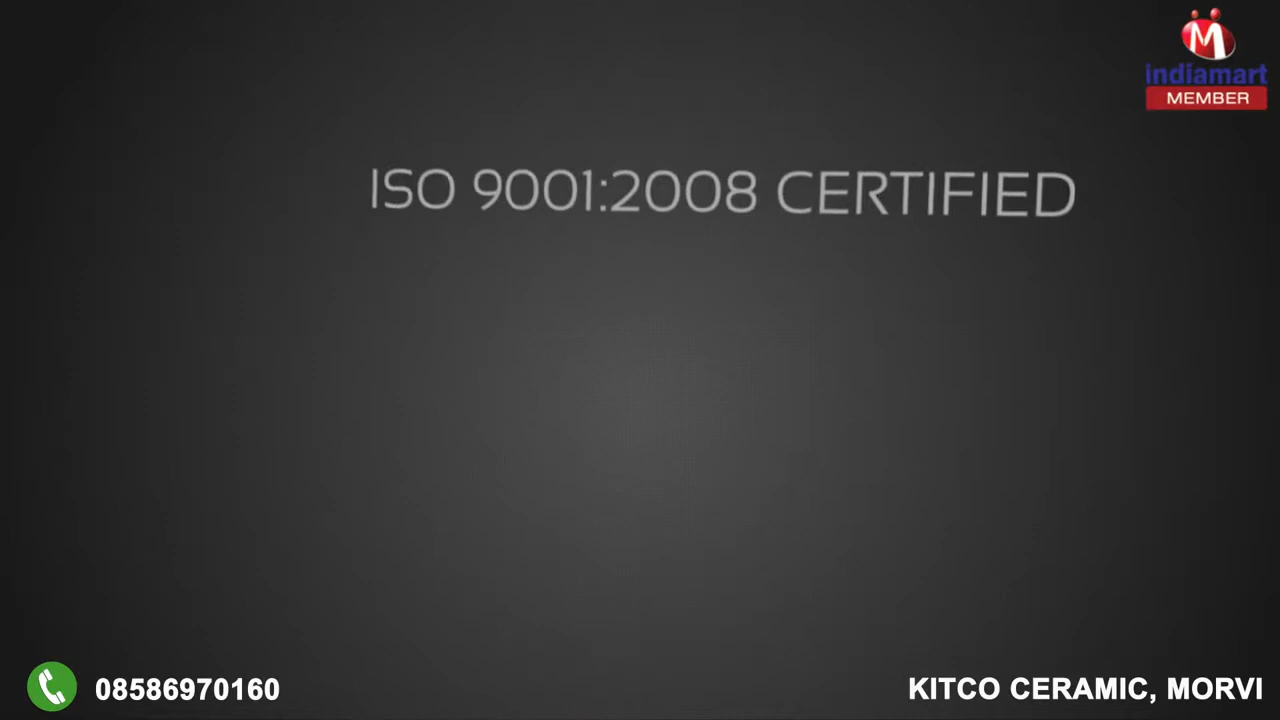 indiamart
MEMBER
ISO 9001:2008 CERTIFIED
08586970160
KITCO CERAMIC, MORVI